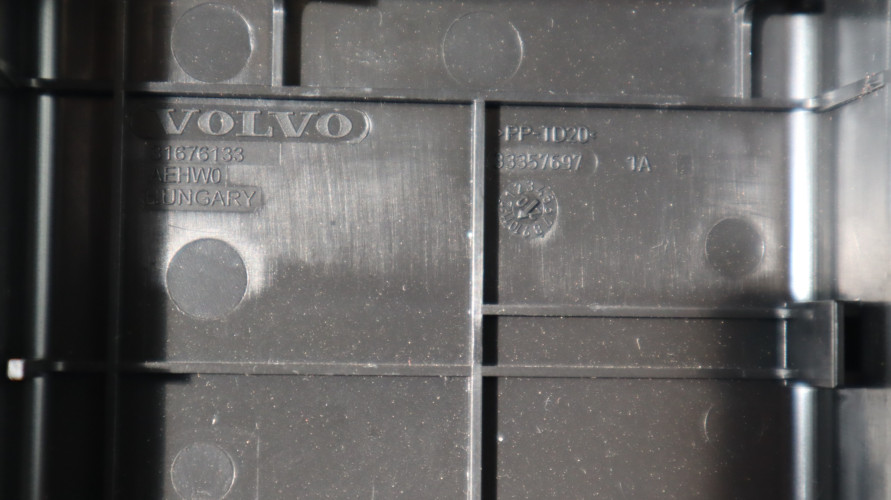 VOLVO
31676133
AEHW0
HUNGARY
>PP-TD20<
33357697 1A